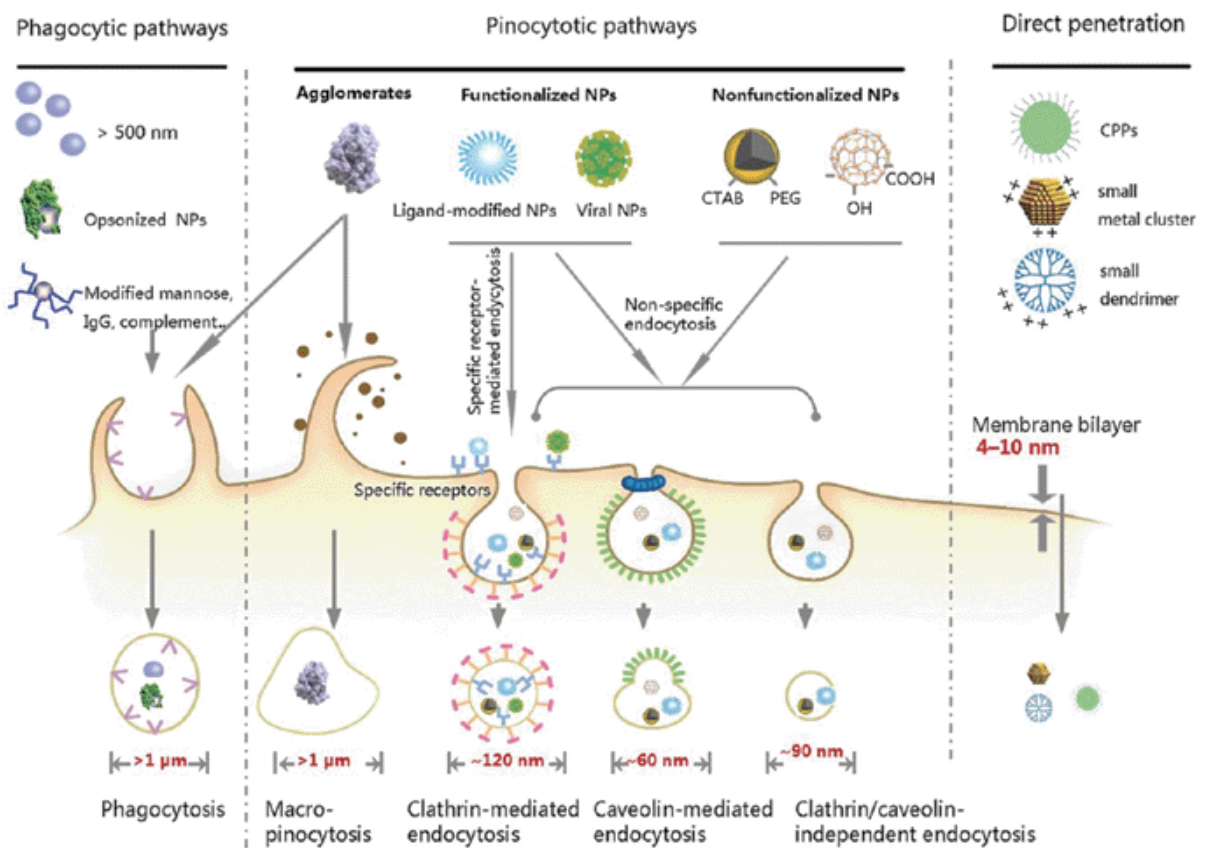 Phagocytic pathways
Pinocytotic pathways
Direct penetration
> 500 nm
Opsonized NPs
Modified mannose,
IgG, complement..
Agglomerates
Functionalized NPs
Nonfunctionalized NPs
Ligand-modified NPs
Viral NPs
CTAB
PEG
OH
COOH
CPPs
small
metal cluster
small
dendrimer
Specific receptor-
mediated endycytosis
Non-specific
endocytosis
Specific receptors
Membrane bilayer
4–10 nm
>1 μm
>1 μm
~120 nm
~60 nm
~90 nm
Phagocytosis
Macro-
pinocytosis
Clathrin-mediated
endocytosis
Caveolin-mediated
endocytosis
Clathrin/caveolin-
independent endocytosis